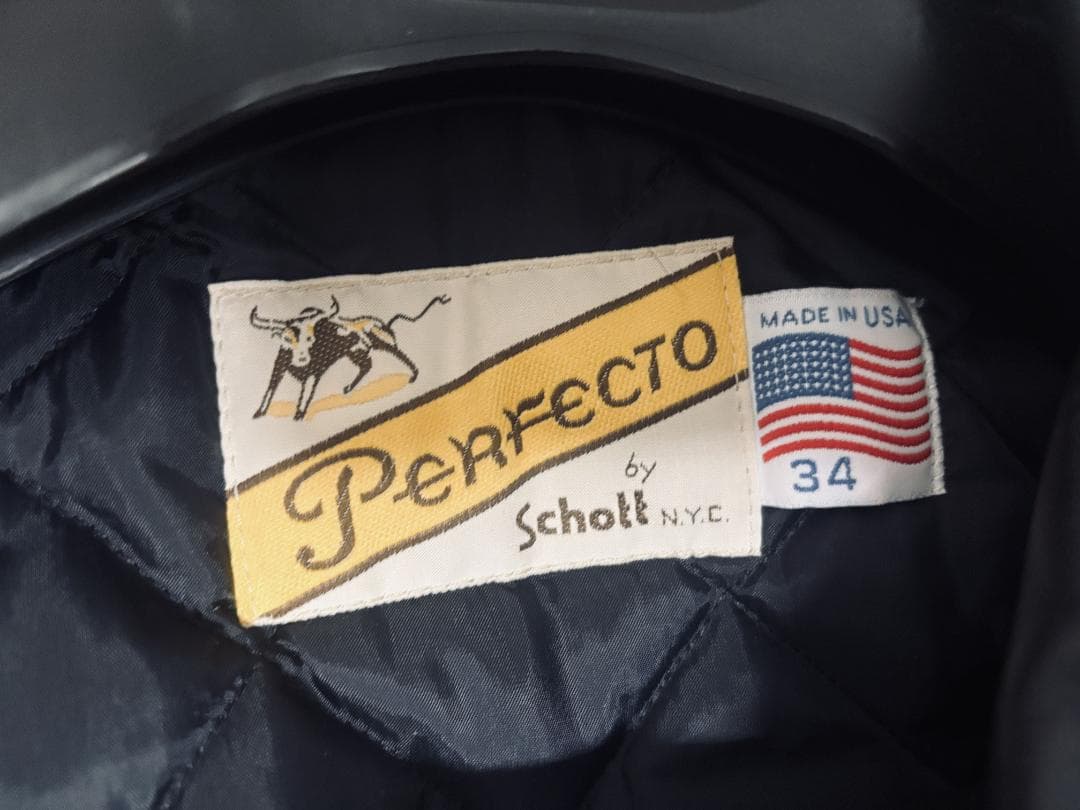 Perfecto
by
Schott N.Y.C.
MADE IN USA
34